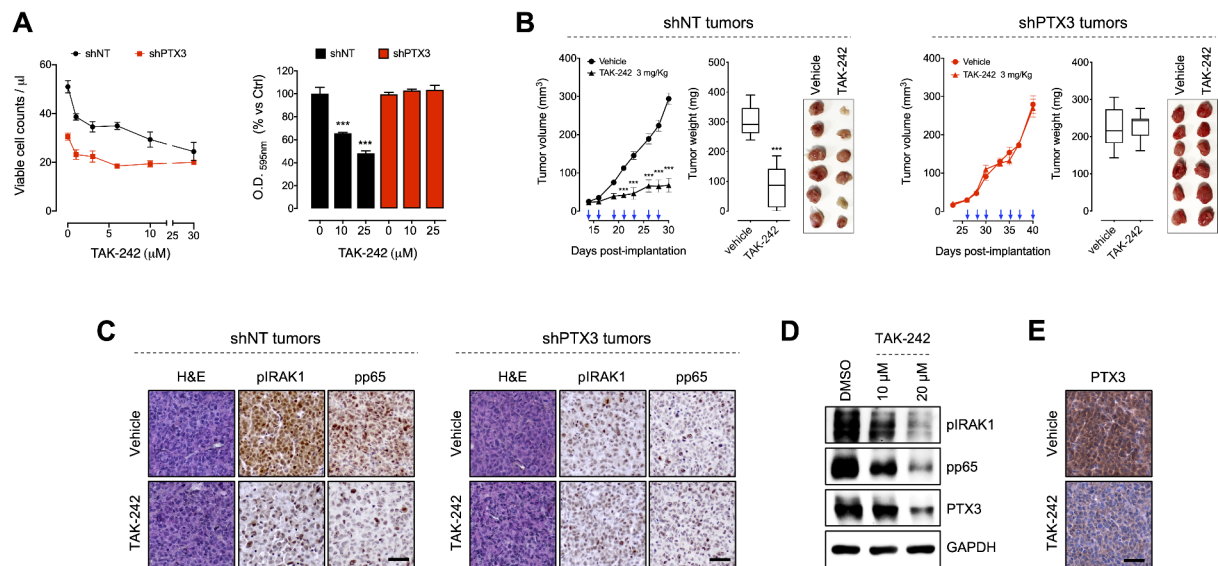 A
shNT
shPTX3
Viable cell counts / μl
60
40
20
0
0
5
10
25
30
TAK-242 (μM)
shNT
shPTX3
O.D. 595nm (% vs Ctrl)
120
100
80
60
40
20
0
***
***
0
10
25
0
10
25
TAK-242 (μM)
B
shNT tumors
Vehicle
TAK-242 3 mg/Kg
Tumor volume (mm3)
400
300
200
100
0
***
***
***
***
***
15
20
25
30
Days post-implantation
Tumor weight (mg)
500
400
300
200
100
0
***
vehicle
TAK-242
Vehicle
TAK-242
shPTX3 tumors
Vehicle
TAK-242 3 mg/Kg
Tumor volume (mm3)
400
300
200
100
0
25
30
35
40
Days post-implantation
Tumor weight (mg)
400
300
200
100
0
vehicle
TAK-242
Vehicle
TAK-242
C
shNT tumors
H&E
pIRAK1
pp65
Vehicle
TAK-242
shPTX3 tumors
H&E
pIRAK1
pp65
Vehicle
TAK-242
D
TAK-242
DMSO
10 μM
20 μM
pIRAK1
pp65
PTX3
GAPDH
E
PTX3
Vehicle
TAK-242